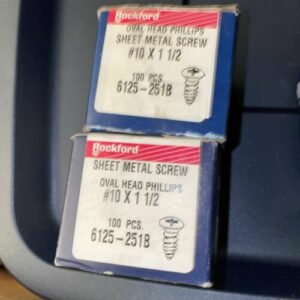 Rockford
OVAL HEAD PHILLIPS
SHEET METAL SCREW
#10 X 1 1/2
100 PCS.
6125-251B
Rockford
SHEET METAL SCREW
OVAL HEAD PHILLIPS
#10 X 1 1/2
100 PCS.
6125-251B